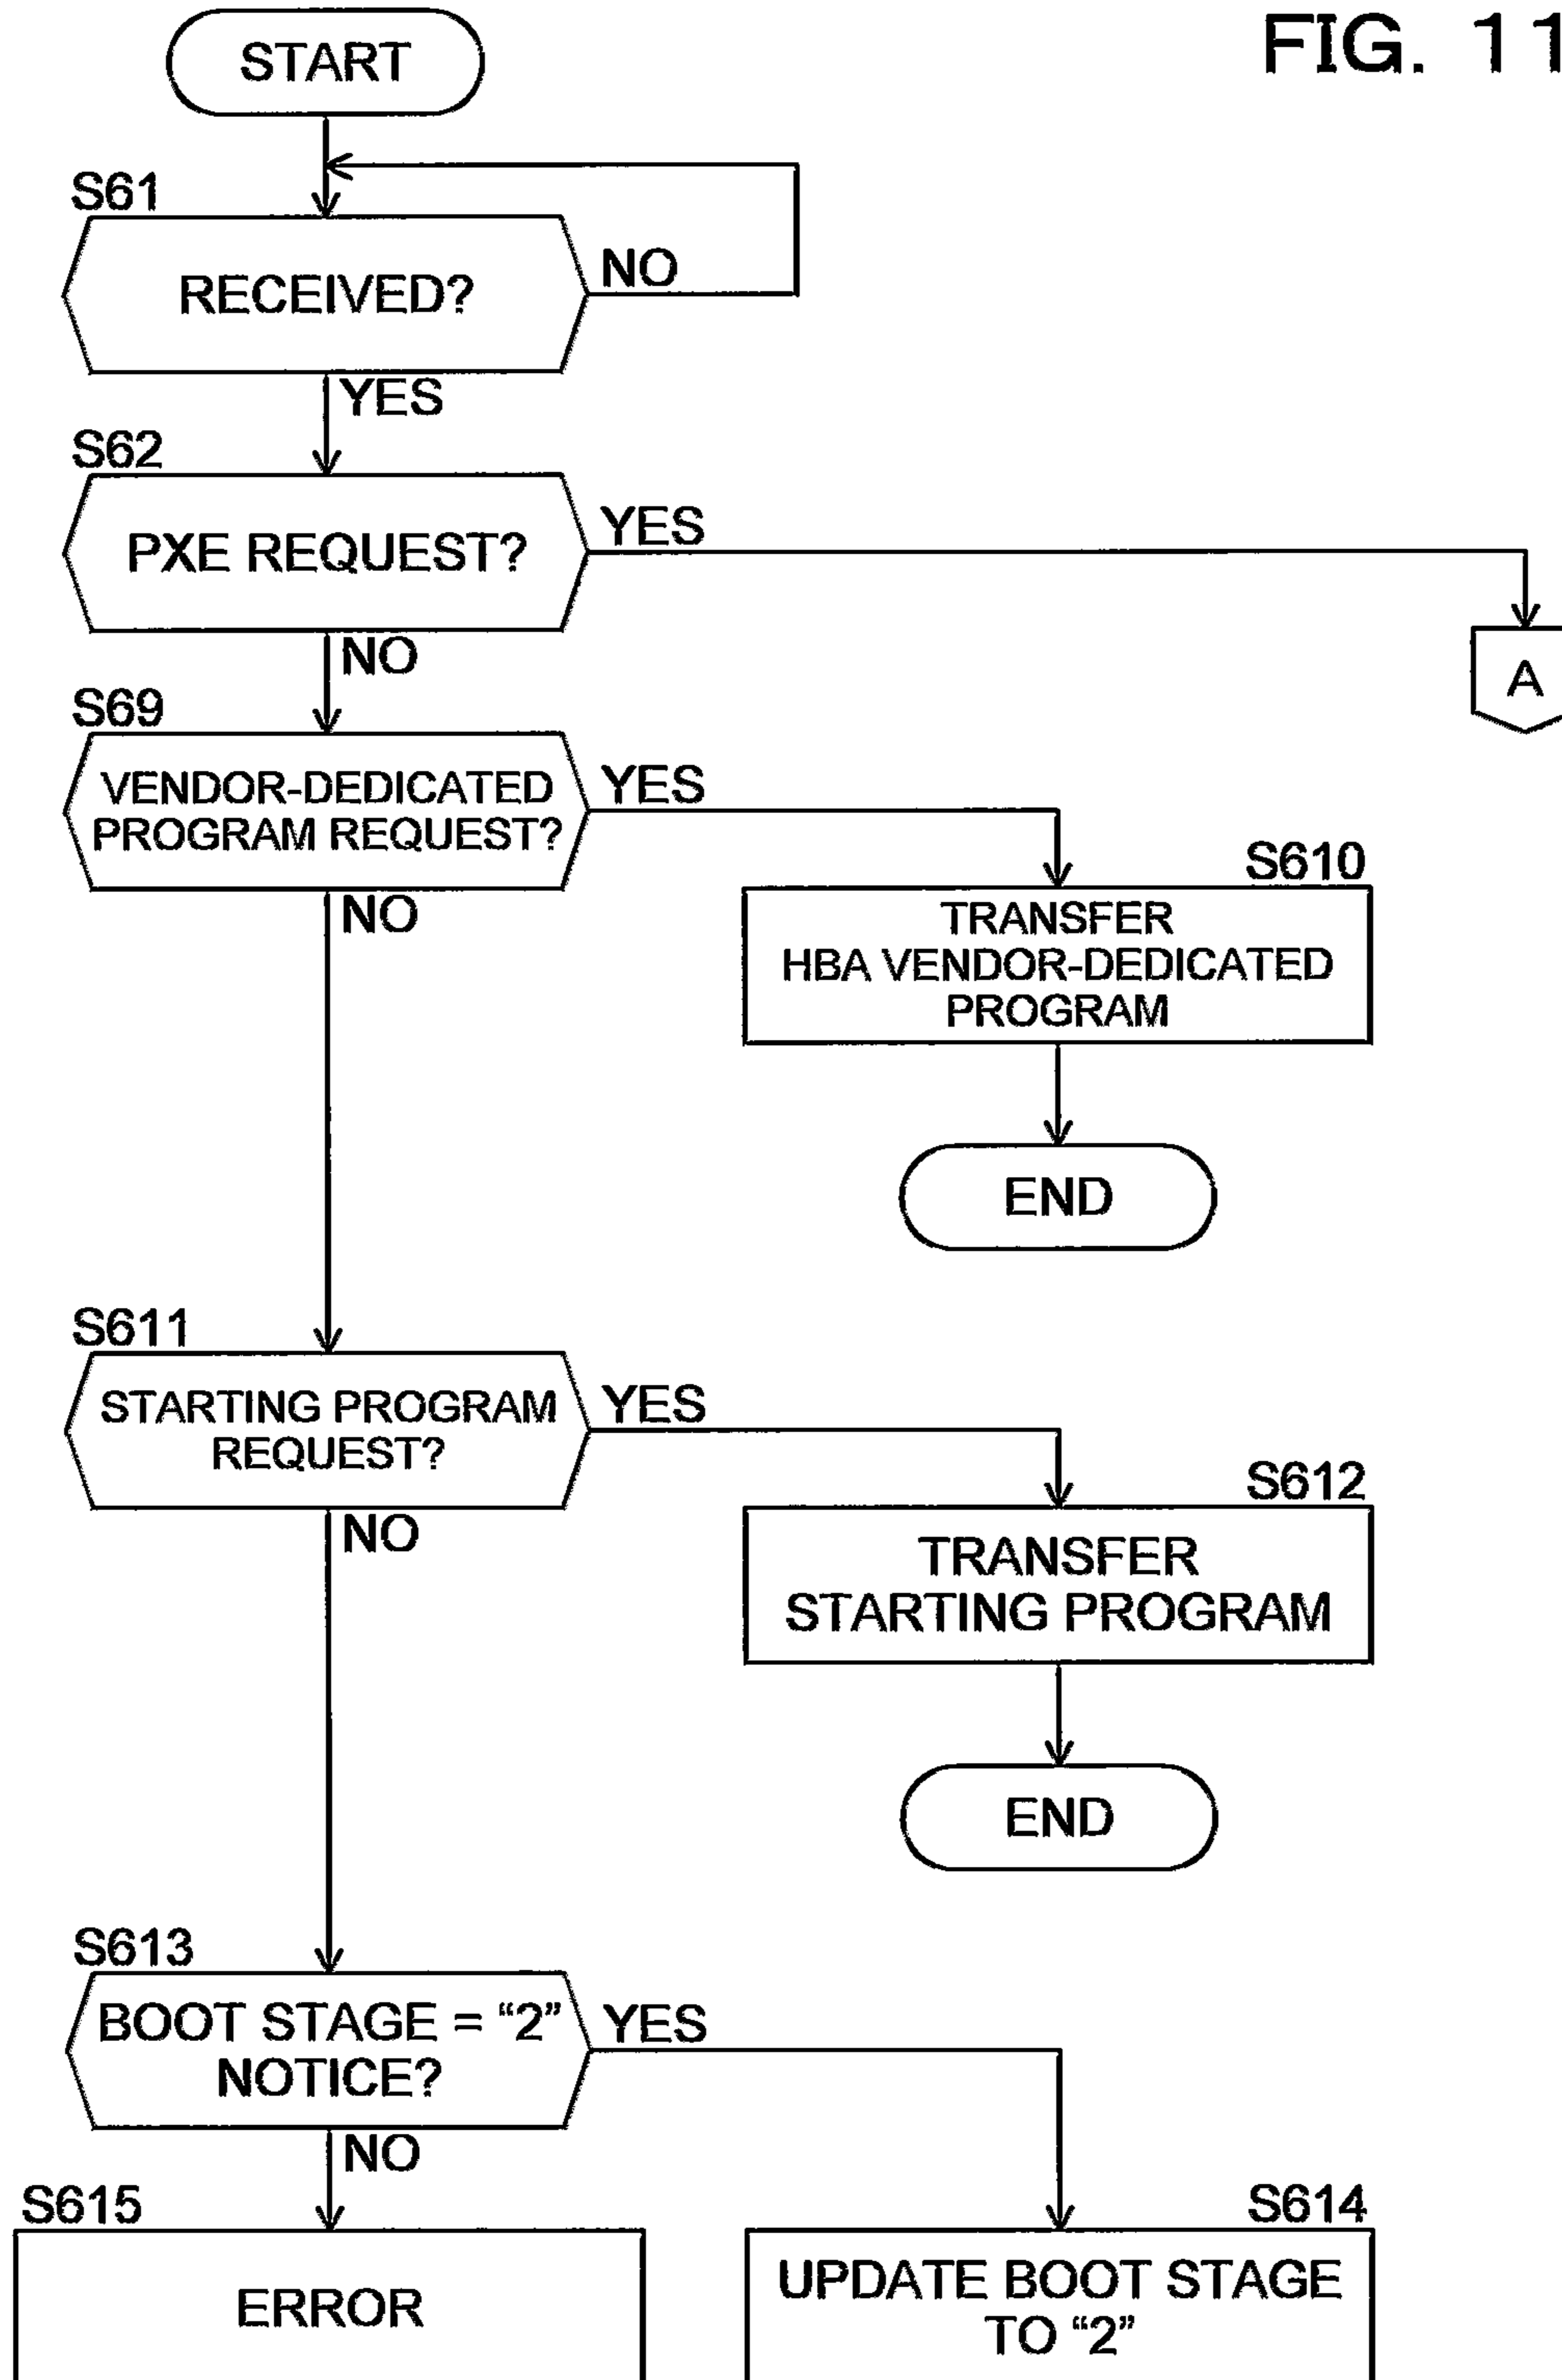 FIG. 11
START
S61
RECEIVED?
NO
YES
S62
PXE REQUEST?
YES
NO
A
S69
VENDOR-DEDICATED
PROGRAM REQUEST?
YES
NO
S610
TRANSFER
HBA VENDOR-DEDICATED
PROGRAM
END
S611
STARTING PROGRAM
REQUEST?
YES
NO
S612
TRANSFER
STARTING PROGRAM
END
S613
BOOT STAGE = “2”
NOTICE?
YES
NO
S615
ERROR
S614
UPDATE BOOT STAGE
TO “2”